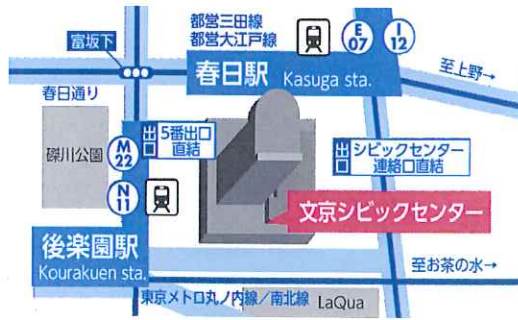 都営三田線
都営大江戸線
E
07
I
12
富坂下
春日駅 Kasuga sta.
至上野→
春日通り
礫川公園
M
22
出口
5番出口
直結
出口
シビックセンター
連絡口直結
N
11
文京シビックセンター
後楽園駅
Kourakuen sta.
至お茶の水→
東京メトロ丸ノ内線／南北線
LaQua